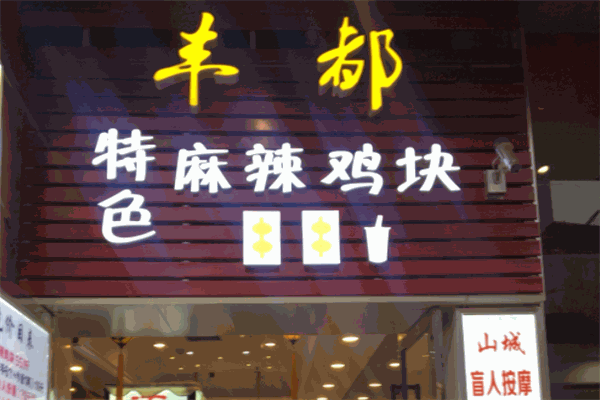 丰都
特色
麻辣鸡块
山城
盲人按摩